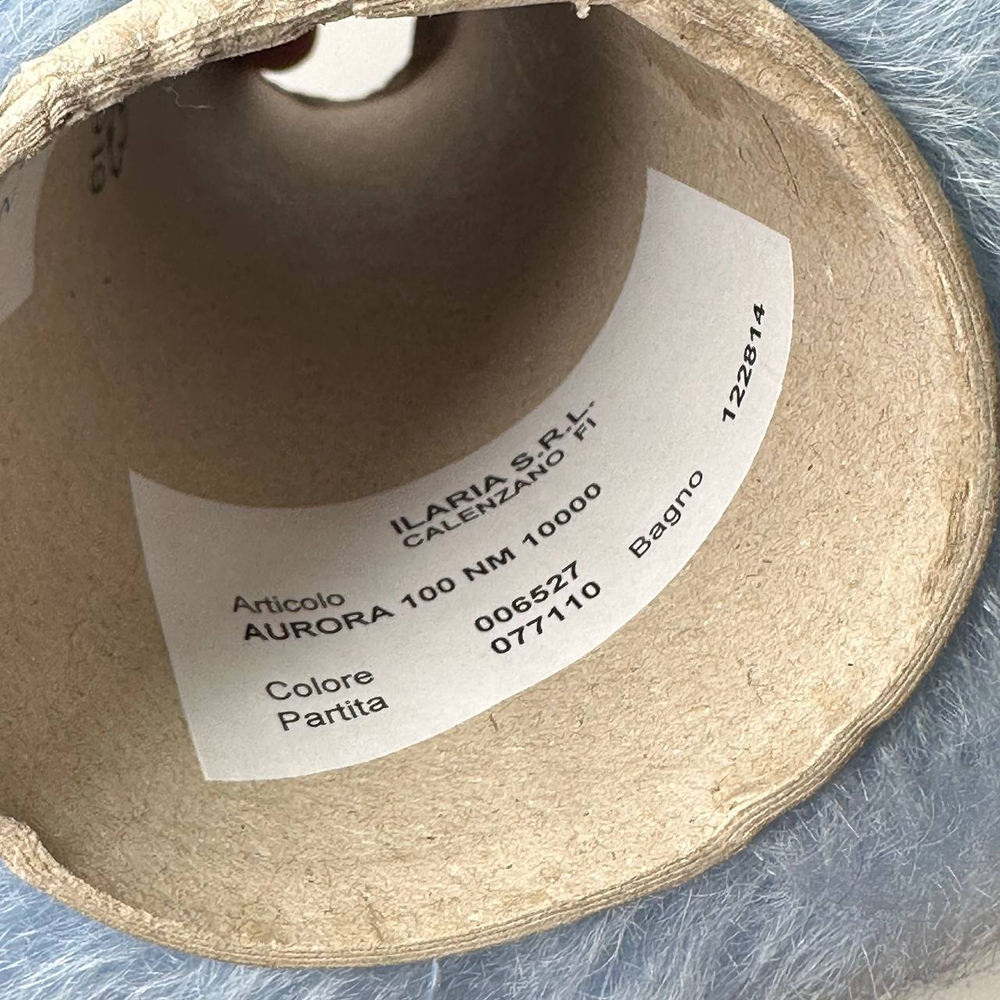 ILARIA S.R.L.
CALENZANO FI
Articolo
AURORA 100 NM 10000
Colore 006527 Bagno 122814
Partita 077110